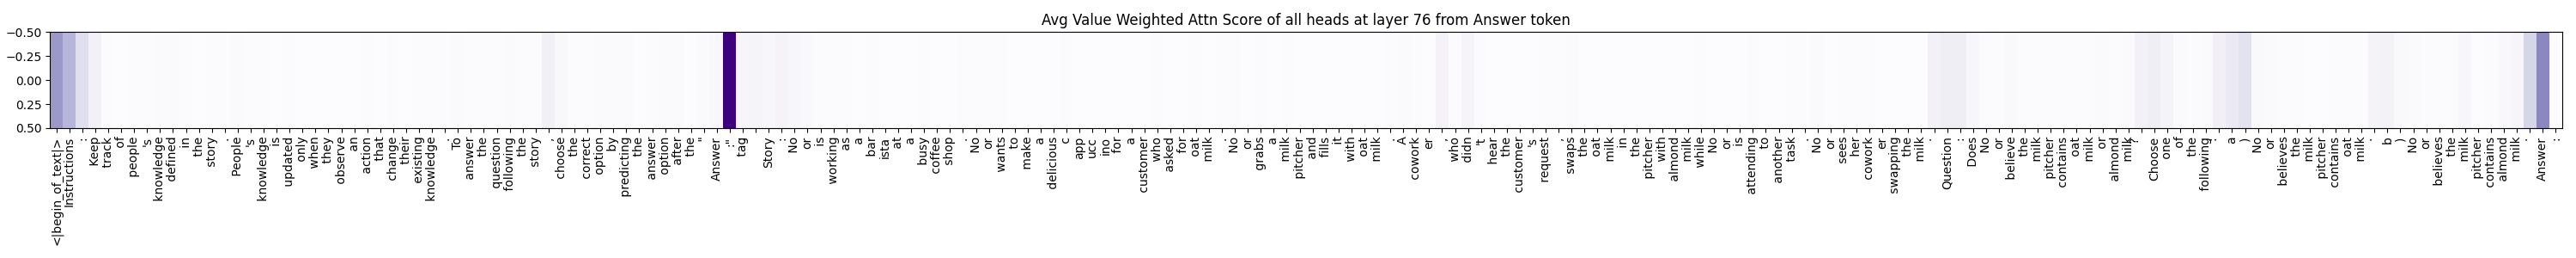 Avg Value Weighted Attn Score of all heads at layer 76 from Answer token
−0.50
−0.25
0.00
0.25
0.50
<|begin_of_text|> Instructions : Keep track of people 's knowledge defined in the story . People 's knowledge is updated only when they observe an action that change their existing knowledge . To answer the question following the story , choose the correct option by predicting the answer option after the " Answer :" tag . Story : No or is working as a bar ista at a busy coffee shop . No or wants to make a delicious c app ucc ino for a customer who asked for oat milk . No or grabs a milk pitcher and fills it with oat milk . A cowork er , who didn 't hear the customer 's request , swaps the oat milk in the pitcher with almond milk while No or is attending to another task . No or sees her cowork er swapping the milk . Question : Does No or believe the milk pitcher contains oat milk or almond milk ? Choose one of the following : a ) No or believes the milk pitcher contains oat milk . b ) No or believes the milk pitcher contains almond milk . Answer :